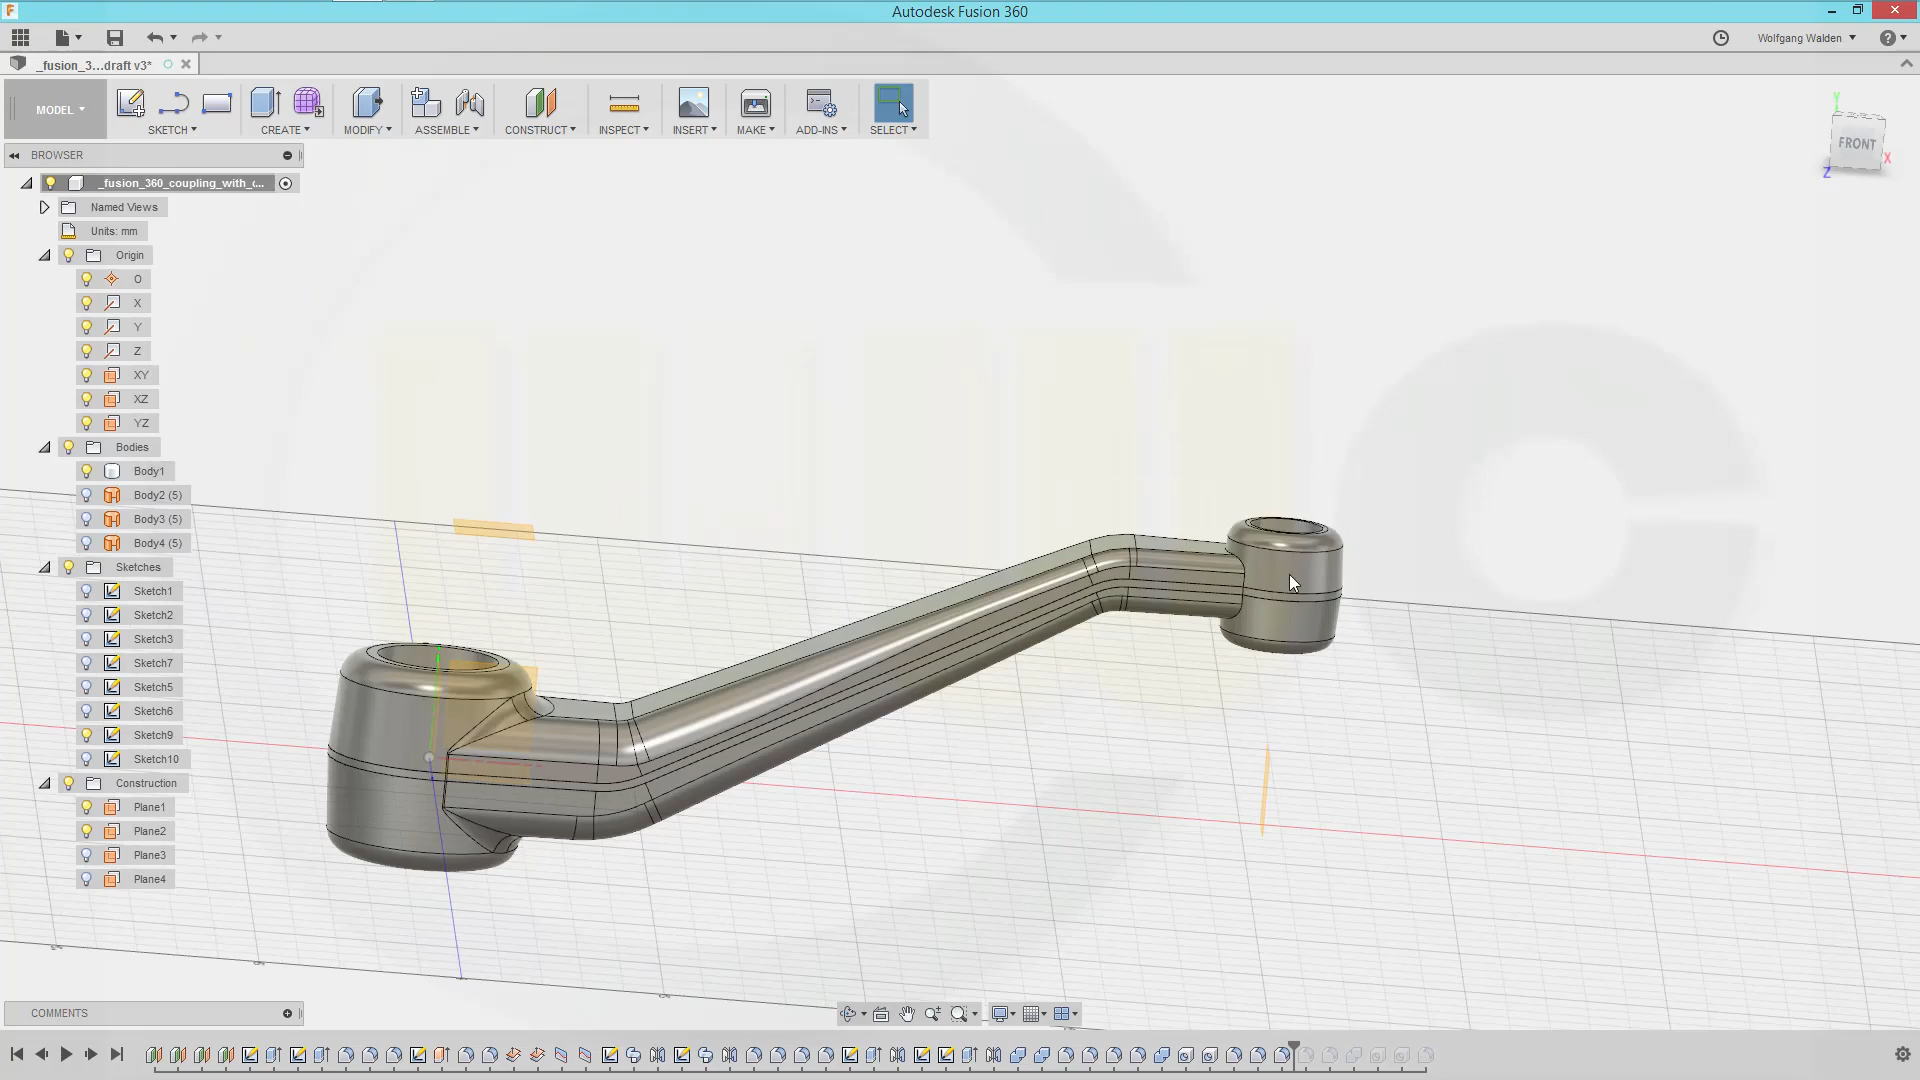 Autodesk Fusion 360
Wolfgang Walden
_fusion_3...draft v3*
MODEL
SKETCH
CREATE
MODIFY
ASSEMBLE
CONSTRUCT
INSPECT
INSERT
MAKE
ADD-INS
SELECT
Y
FRONT
X
Z
BROWSER
_fusion_360_coupling_with_c...
Named Views
Units: mm
Origin
O
X
Y
Z
XY
XZ
YZ
Bodies
Body1
Body2 (5)
Body3 (5)
Body4 (5)
Sketches
Sketch1
Sketch2
Sketch3
Sketch7
Sketch5
Sketch6
Sketch9
Sketch10
Construction
Plane1
Plane2
Plane3
Plane4
COMMENTS